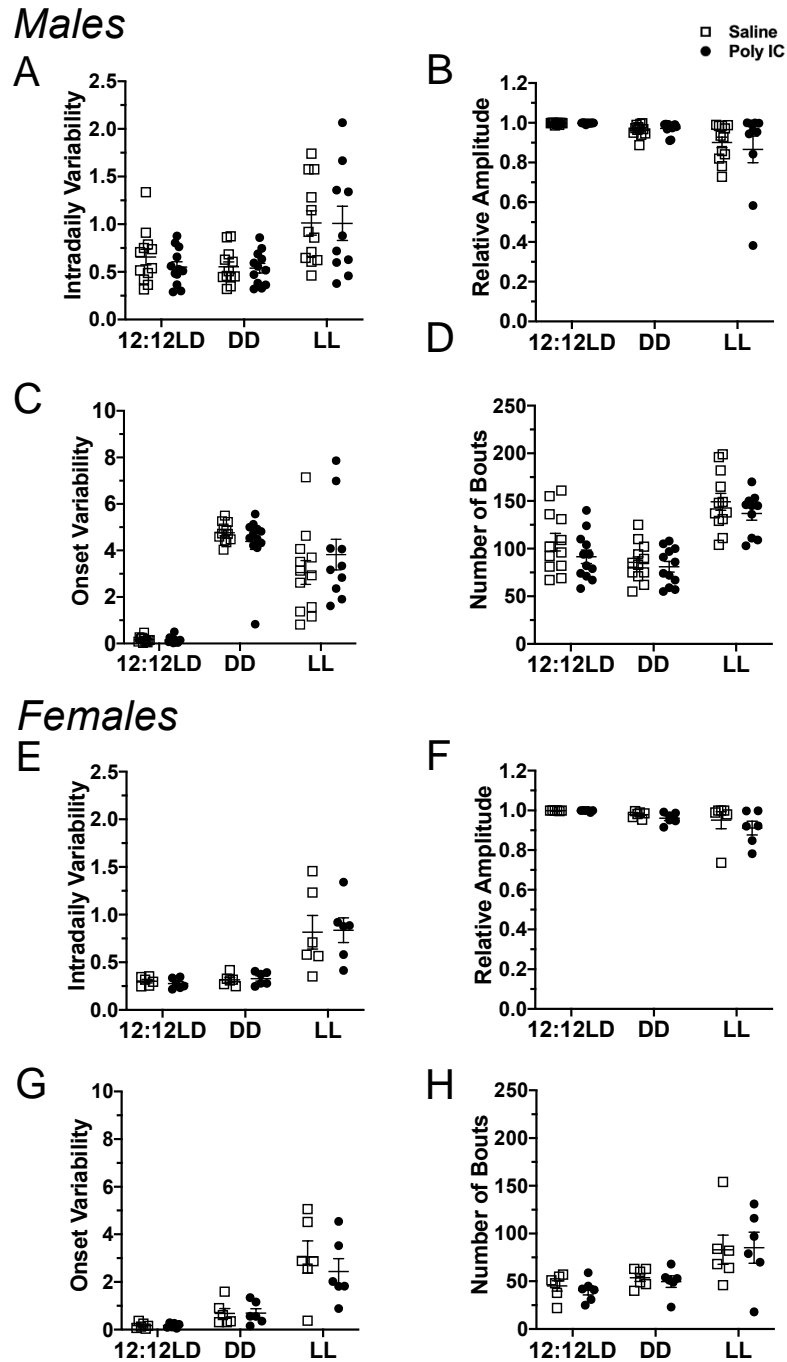 Males
Saline
Poly IC
A
Intradaily Variability
2.5
2.0
1.5
1.0
0.5
0.0
12:12LD DD LL
B
Relative Amplitude
1.2
1.0
0.8
0.6
0.4
0.2
0.0
12:12LD DD LL
C
Onset Variability
10
8
6
4
2
0
12:12LD DD LL
D
Number of Bouts
250
200
150
100
50
0
12:12LD DD LL
Females
E
Intradaily Variability
2.5
2.0
1.5
1.0
0.5
0.0
12:12LD DD LL
F
Relative Amplitude
1.2
1.0
0.8
0.6
0.4
0.2
0.0
12:12LD DD LL
G
Onset Variability
10
8
6
4
2
0
12:12LD DD LL
H
Number of Bouts
250
200
150
100
50
0
12:12LD DD LL